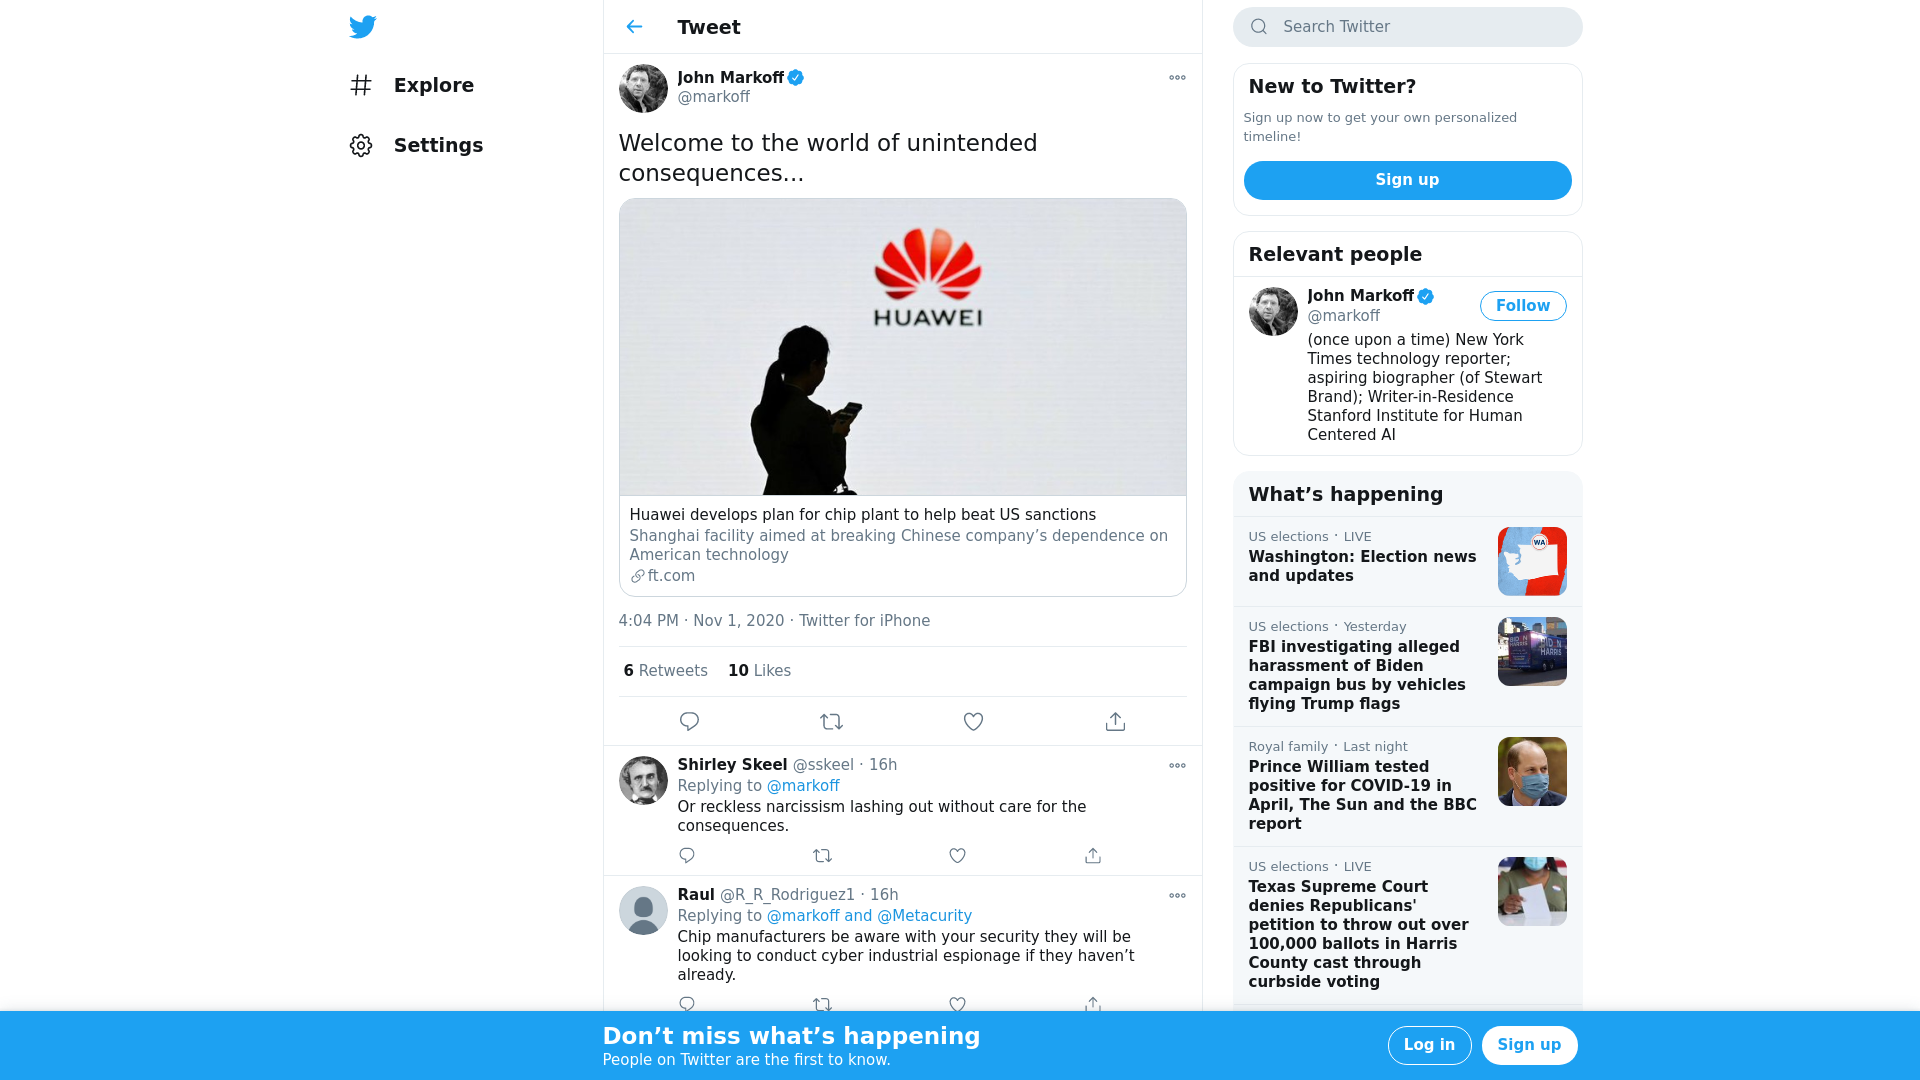 Explore
Settings
Tweet
John Markoff
@markoff
Welcome to the world of unintended
consequences...
HUAWEI
Huawei develops plan for chip plant to help beat US sanctions
Shanghai facility aimed at breaking Chinese company’s dependence on
American technology
ft.com
4:04 PM · Nov 1, 2020 · Twitter for iPhone
6 Retweets 10 Likes
Shirley Skeel @sskeel · 16h
Replying to @markoff
Or reckless narcissism lashing out without care for the
consequences.
Raul @R_R_Rodriguez1 · 16h
Replying to @markoff and @Metacurity
Chip manufacturers be aware with your security they will be
looking to conduct cyber industrial espionage if they haven’t
already.
Search Twitter
New to Twitter?
Sign up now to get your own personalized
timeline!
Sign up
Relevant people
John Markoff
@markoff
Follow
(once upon a time) New York
Times technology reporter;
aspiring biographer (of Stewart
Brand); Writer-in-Residence
Stanford Institute for Human
Centered AI
What’s happening
US elections · LIVE
Washington: Election news
and updates
WA
US elections · Yesterday
FBI investigating alleged
harassment of Biden
campaign bus by vehicles
flying Trump flags
Royal family · Last night
Prince William tested
positive for COVID-19 in
April, The Sun and the BBC
report
US elections · LIVE
Texas Supreme Court
denies Republicans'
petition to throw out over
100,000 ballots in Harris
County cast through
curbside voting
Don’t miss what’s happening
People on Twitter are the first to know.
Log in
Sign up